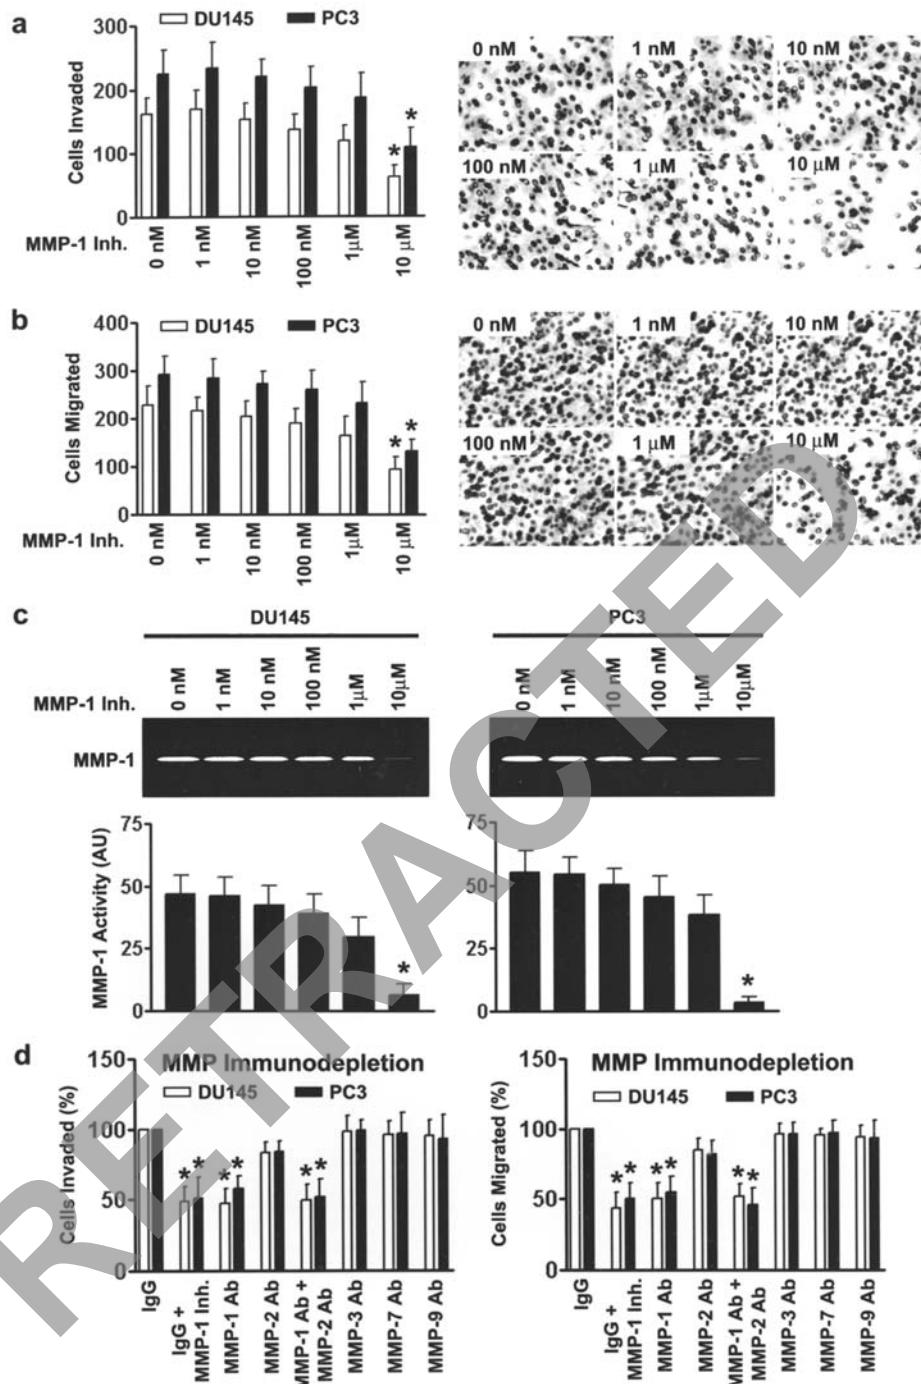 a
DU145 PC3
Cells Invaded
300
200
100
0
MMP-1 Inh.
0 nM
1 nM
10 nM
100 nM
1μM
10 μM
* *
0 nM 1 nM 10 nM
100 nM 1 μM 10 μM
b
DU145 PC3
Cells Migrated
400
300
200
100
0
MMP-1 Inh.
0 nM
1 nM
10 nM
100 nM
1μM
10 μM
* *
0 nM 1 nM 10 nM
100 nM 1 μM 10 μM
c
DU145
MMP-1 Inh.
0 nM
1 nM
10 nM
100 nM
1μM
10μM
MMP-1
PC3
0 nM
1 nM
10 nM
100 nM
1μM
10μM
MMP-1 Activity (AU)
75
50
25
0
*
75
50
25
0
*
d
MMP Immunodepletion
DU145 PC3
Cells Invaded (%)
150
100
50
0
* * * * * *
IgG
IgG +
MMP-1 Inh.
MMP-1 Ab
MMP-2 Ab
MMP-1 Ab +
MMP-2 Ab
MMP-3 Ab
MMP-7 Ab
MMP-9 Ab
MMP Immunodepletion
DU145 PC3
Cells Migrated (%)
150
100
50
0
* * * * * *
IgG
IgG +
MMP-1 Inh.
MMP-1 Ab
MMP-2 Ab
MMP-1 Ab +
MMP-2 Ab
MMP-3 Ab
MMP-7 Ab
MMP-9 Ab
RETRACTED